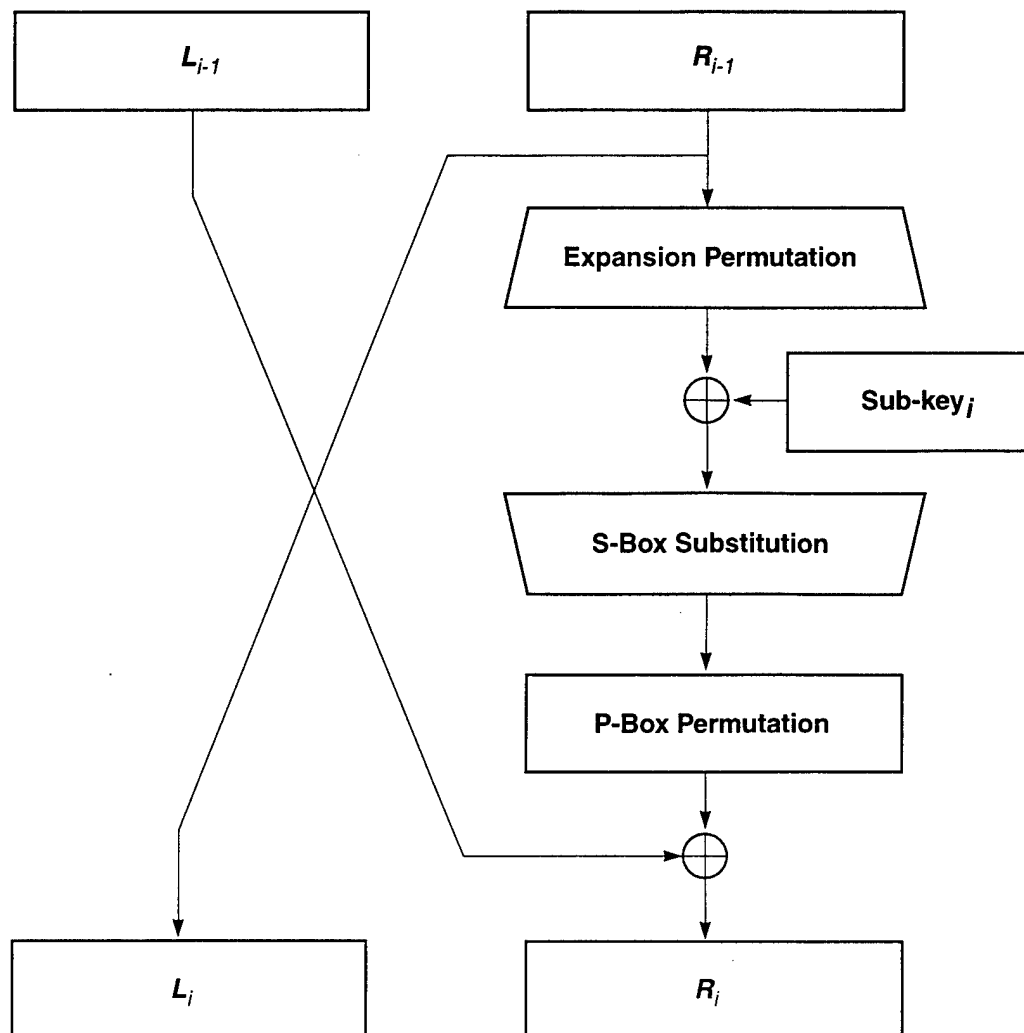 L_{i-1}
R_{i-1}
Expansion Permutation
Sub-key_i
S-Box Substitution
P-Box Permutation
L_i
R_i